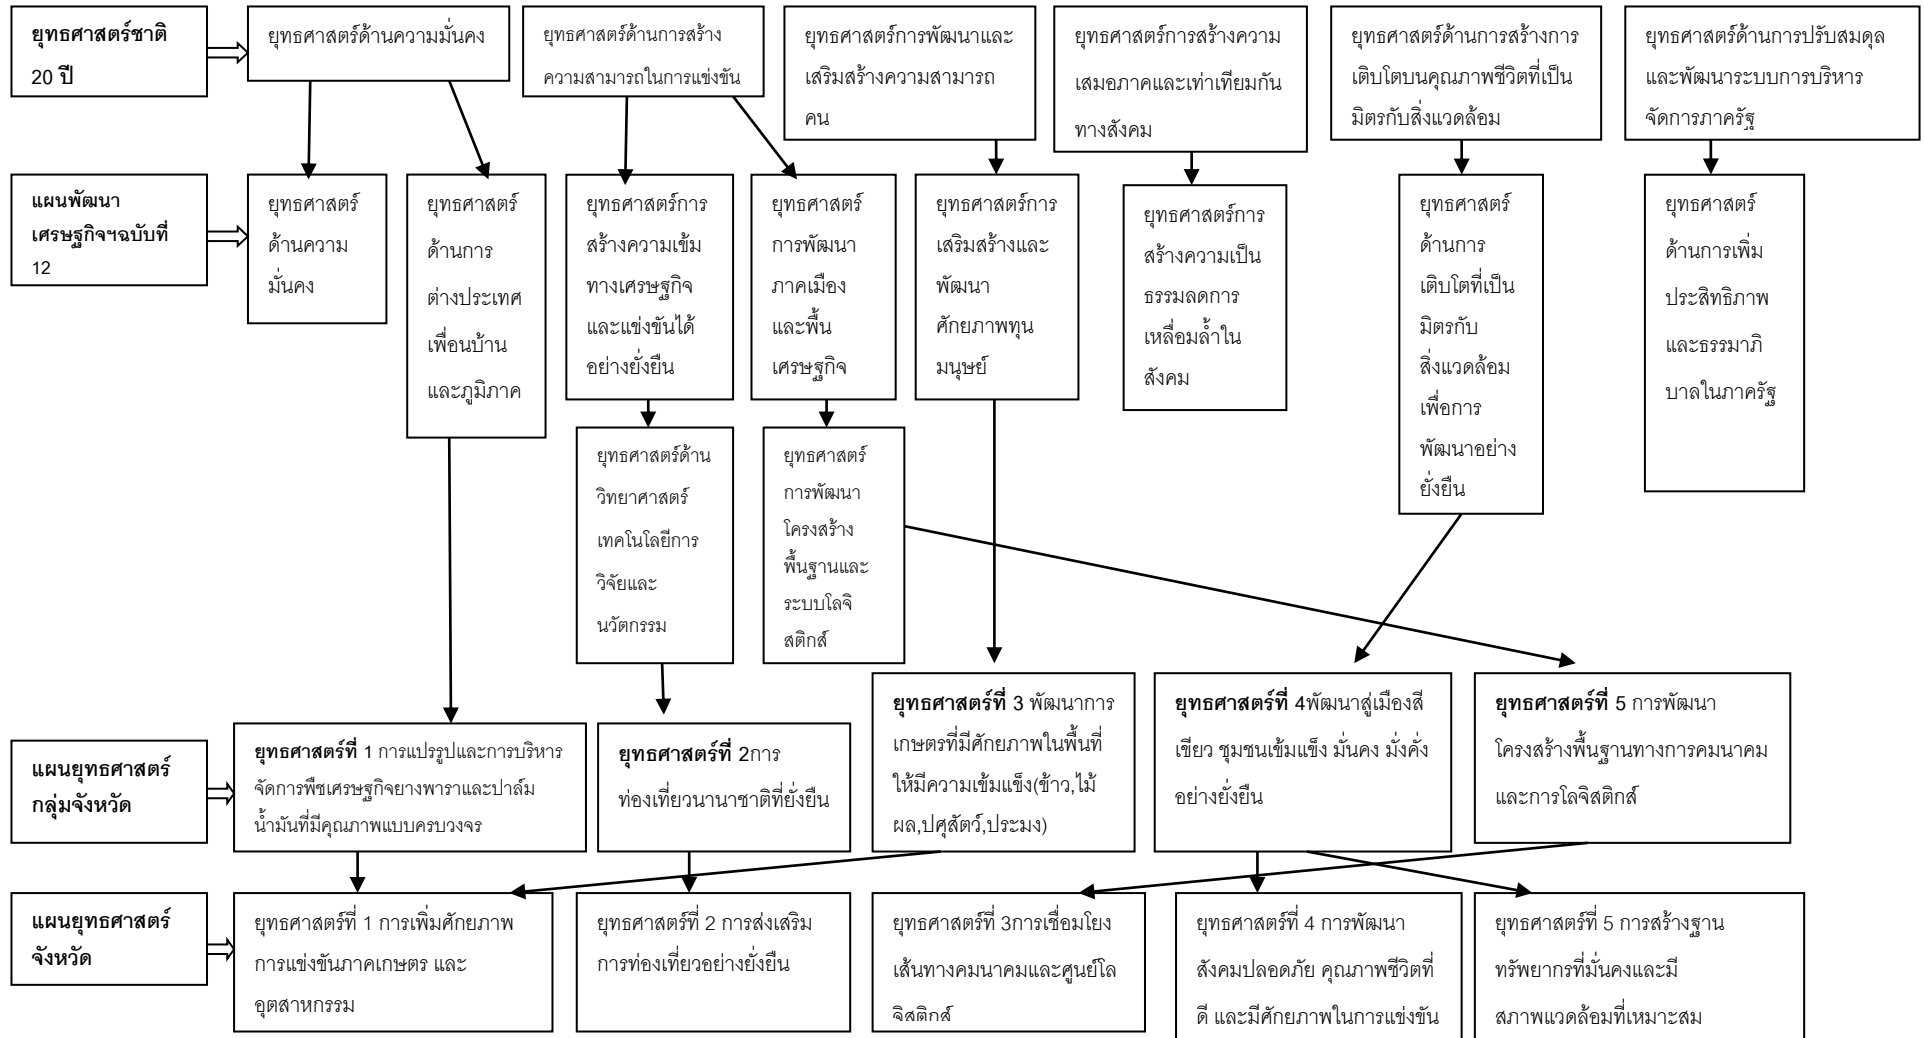 ยุทธศาสตร์ชาติ
20 ปี
ยุทธศาสตร์ด้านความมั่นคง
ยุทธศาสตร์ด้านการสร้าง
ความสามารถในการแข่งขัน
ยุทธศาสตร์การพัฒนาและ
เสริมสร้างความสามารถ
คน
ยุทธศาสตร์การสร้างความ
เสมอภาคและเท่าเทียมกัน
ทางสังคม
ยุทธศาสตร์ด้านการสร้างการ
เติบโตบนคุณภาพชีวิตที่เป็น
มิตรกับสิ่งแวดล้อม
ยุทธศาสตร์ด้านการปรับสมดุล
และพัฒนาระบบการบริหาร
จัดการภาครัฐ
แผนพัฒนา
เศรษฐกิจฯฉบับที่
12
ยุทธศาสตร์
ด้านความ
มั่นคง
ยุทธศาสตร์
ด้านการ
ต่างประเทศ
เพื่อนบ้าน
และภูมิภาค
ยุทธศาสตร์การ
สร้างความเข้ม
ทางเศรษฐกิจ
และแข่งขันได้
อย่างยั่งยืน
ยุทธศาสตร์
การพัฒนา
ภาคเมือง
และพื้น
เศรษฐกิจ
ยุทธศาสตร์การ
เสริมสร้างและ
พัฒนา
ศักยภาพทุน
มนุษย์
ยุทธศาสตร์การ
สร้างความเป็น
ธรรมลดการ
เหลื่อมล้ำใน
สังคม
ยุทธศาสตร์
ด้านการ
เติบโตที่เป็น
มิตรกับ
สิ่งแวดล้อม
เพื่อการ
พัฒนาอย่าง
ยั่งยืน
ยุทธศาสตร์
ด้านการเพิ่ม
ประสิทธิภาพ
และธรรมาภิ
บาลในภาครัฐ
ยุทธศาสตร์ด้าน
วิทยาศาสตร์
เทคโนโลยีการ
วิจัยและ
นวัตกรรม
ยุทธศาสตร์
การพัฒนา
โครงสร้าง
พื้นฐานและ
ระบบโลจิ
สติกส์
แผนยุทธศาสตร์
กลุ่มจังหวัด
ยุทธศาสตร์ที่ 1 การแปรรูปและการบริหาร
จัดการพืชเศรษฐกิจยางพาราและปาล์ม
น้ำมันที่มีคุณภาพแบบครบวงจร
ยุทธศาสตร์ที่ 2การ
ท่องเที่ยวนานาชาติที่ยั่งยืน
ยุทธศาสตร์ที่ 3 พัฒนาการ
เกษตรที่มีศักยภาพในพื้นที่
ให้มีความเข้มแข็ง(ข้าว,ไม้
ผล,ปศุสัตว์,ประมง)
ยุทธศาสตร์ที่ 4พัฒนาสู่เมืองสี
เขียว ชุมชนเข้มแข็ง มั่นคง มั่งคั่ง
อย่างยั่งยืน
ยุทธศาสตร์ที่ 5 การพัฒนา
โครงสร้างพื้นฐานทางการคมนาคม
และการโลจิสติกส์
แผนยุทธศาสตร์
จังหวัด
ยุทธศาสตร์ที่ 1 การเพิ่มศักยภาพ
การแข่งขันภาคเกษตร และ
อุตสาหกรรม
ยุทธศาสตร์ที่ 2 การส่งเสริม
การท่องเที่ยวอย่างยั่งยืน
ยุทธศาสตร์ที่ 3การเชื่อมโยง
เส้นทางคมนาคมและศูนย์โล
จิสติกส์
ยุทธศาสตร์ที่ 4 การพัฒนา
สังคมปลอดภัย คุณภาพชีวิตที่
ดี และมีศักยภาพในการแข่งขัน
ยุทธศาสตร์ที่ 5 การสร้างฐาน
ทรัพยากรที่มั่นคงและมี
สภาพแวดล้อมที่เหมาะสม